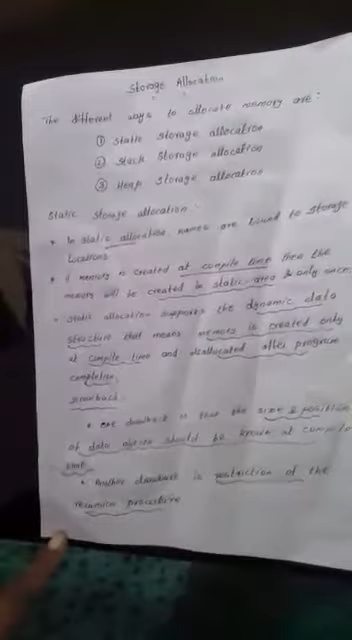 Storage Allocation
The different ways to allocate memory are:
① Static storage allocation
② Stack storage allocation
③ Heap storage allocation
Static storage allocation
• In static allocation, names are bound to storage
locations.
• if memory is created at compile time then the
memory will be created in static area & only once
• static allocation supports the dynamic data
structure that means memory is created only
at compile time and deallocated after program
completion.
drawback
• one drawback is that the size & position
of data objects should be known at compile
time
• Another drawback is restriction of the
recursion procedure